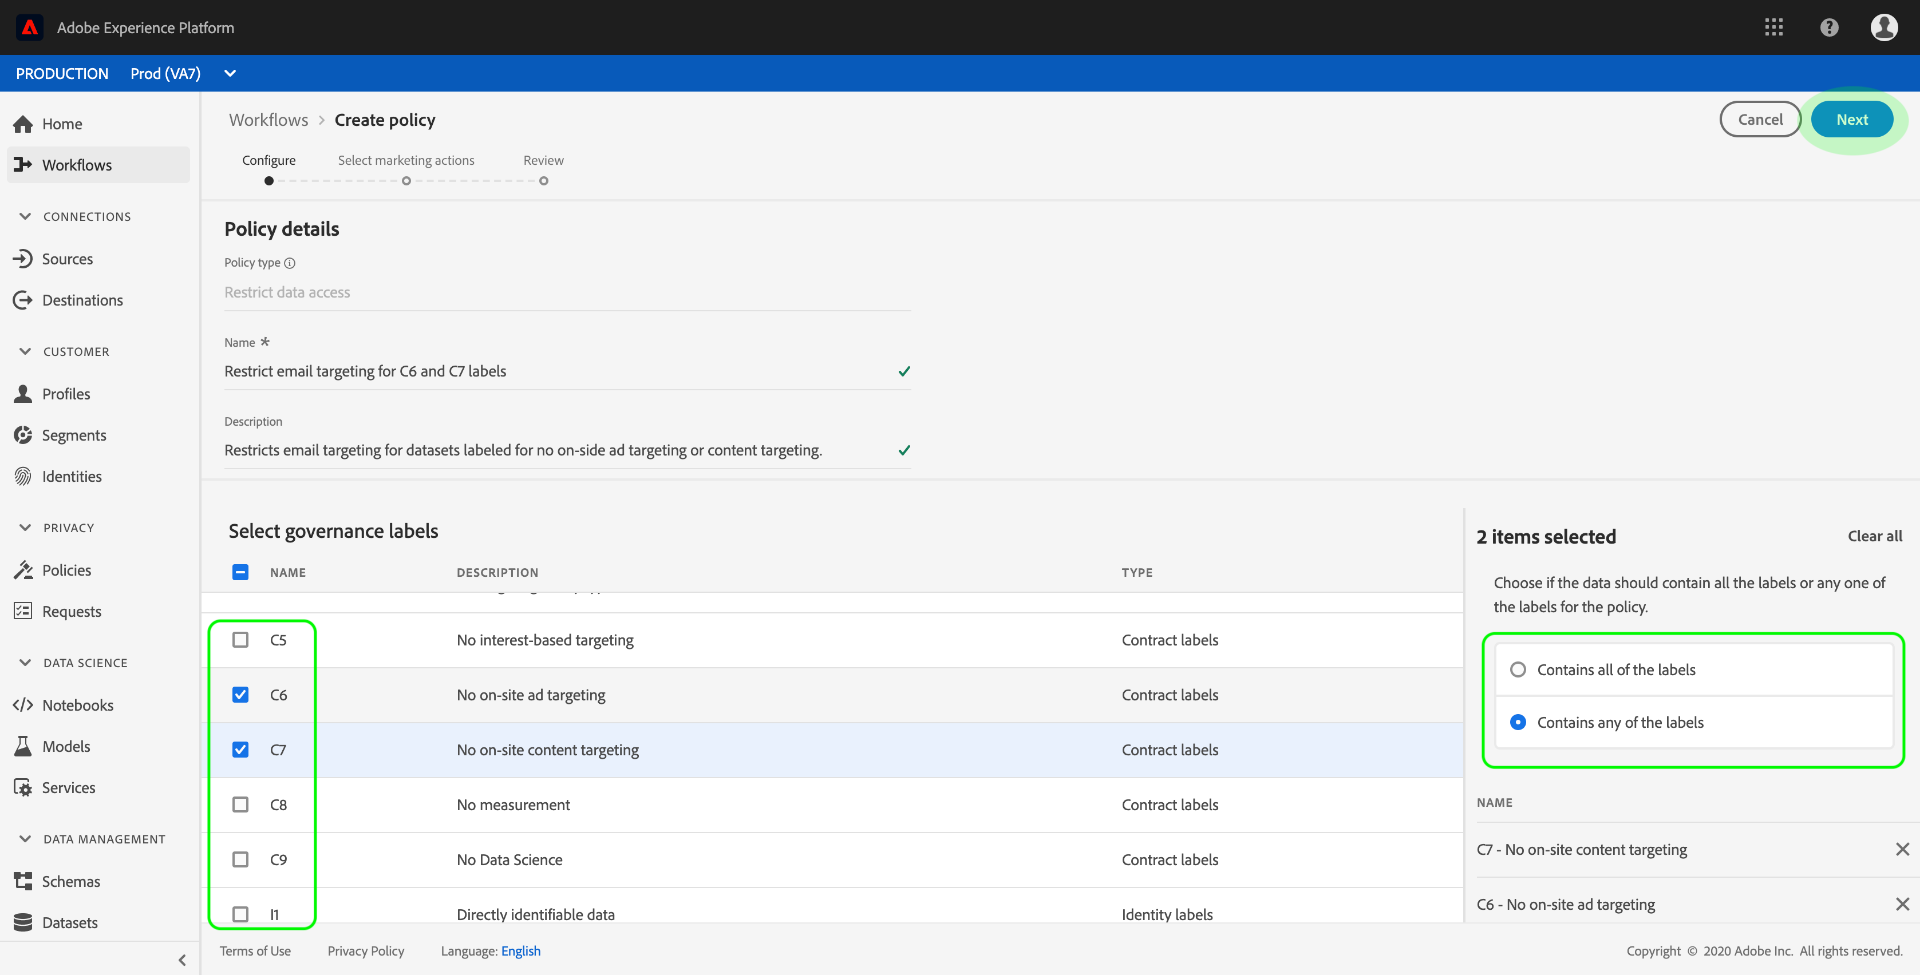 Adobe Experience Platform
PRODUCTION Prod (VA7)
Home
Workflows
CONNECTIONS
Sources
Destinations
CUSTOMER
Profiles
Segments
Identities
PRIVACY
Policies
Requests
DATA SCIENCE
Notebooks
Models
Services
DATA MANAGEMENT
Schemas
Datasets
Workflows > Create policy
Cancel
Next
Configure
Select marketing actions
Review
Policy details
Policy type
Restrict data access
Name *
Restrict email targeting for C6 and C7 labels
Description
Restricts email targeting for datasets labeled for no on-side ad targeting or content targeting.
Select governance labels
NAME DESCRIPTION TYPE
C5 No interest-based targeting Contract labels
C6 No on-site ad targeting Contract labels
C7 No on-site content targeting Contract labels
C8 No measurement Contract labels
C9 No Data Science Contract labels
I1 Directly identifiable data Identity labels
2 items selected
Clear all
Choose if the data should contain all the labels or any one of
the labels for the policy.
Contains all of the labels
Contains any of the labels
NAME
C7 - No on-site content targeting
C6 - No on-site ad targeting
Terms of Use Privacy Policy Language: English
Copyright © 2020 Adobe Inc. All rights reserved.